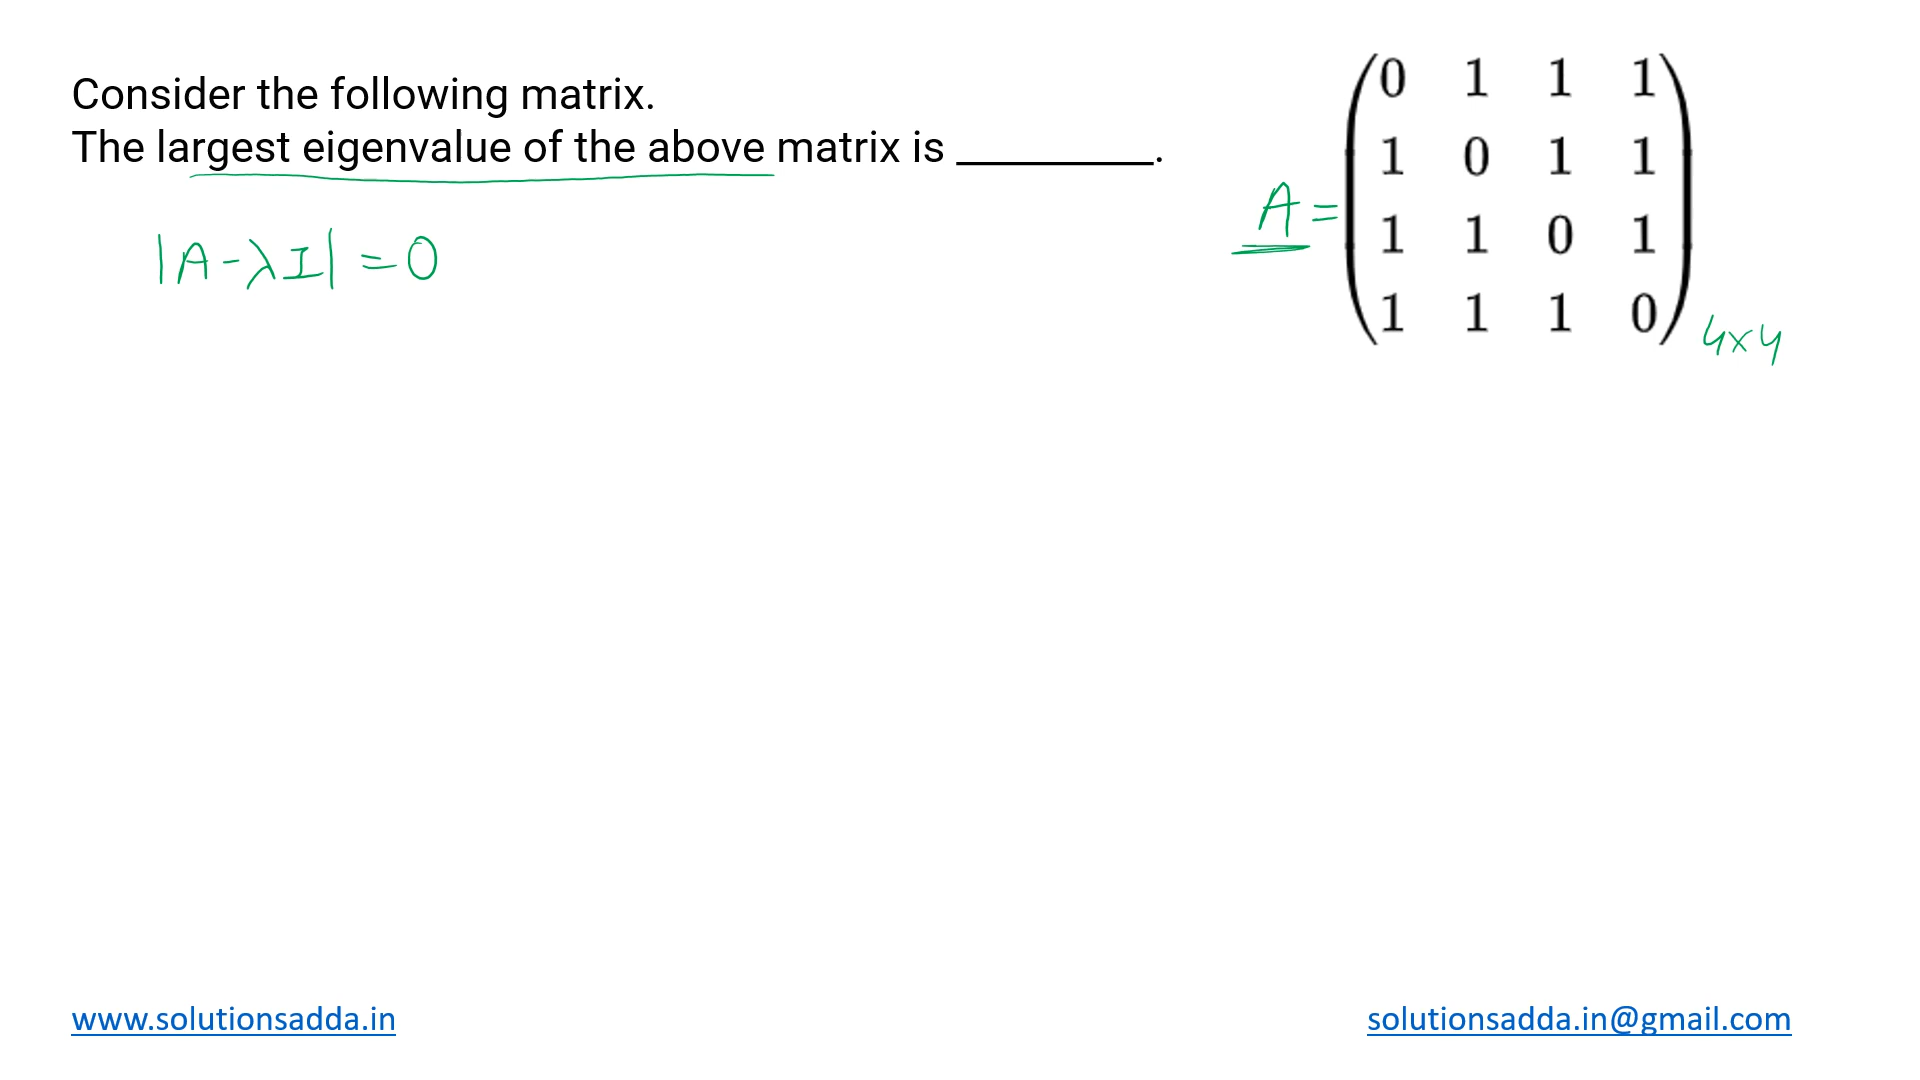 Consider the following matrix.
The largest eigenvalue of the above matrix is _________.
|A-λI| = 0
A =
0 1 1 1
1 0 1 1
1 1 0 1
1 1 1 0
4x4
www.solutionsadda.in
solutionsadda.in@gmail.com